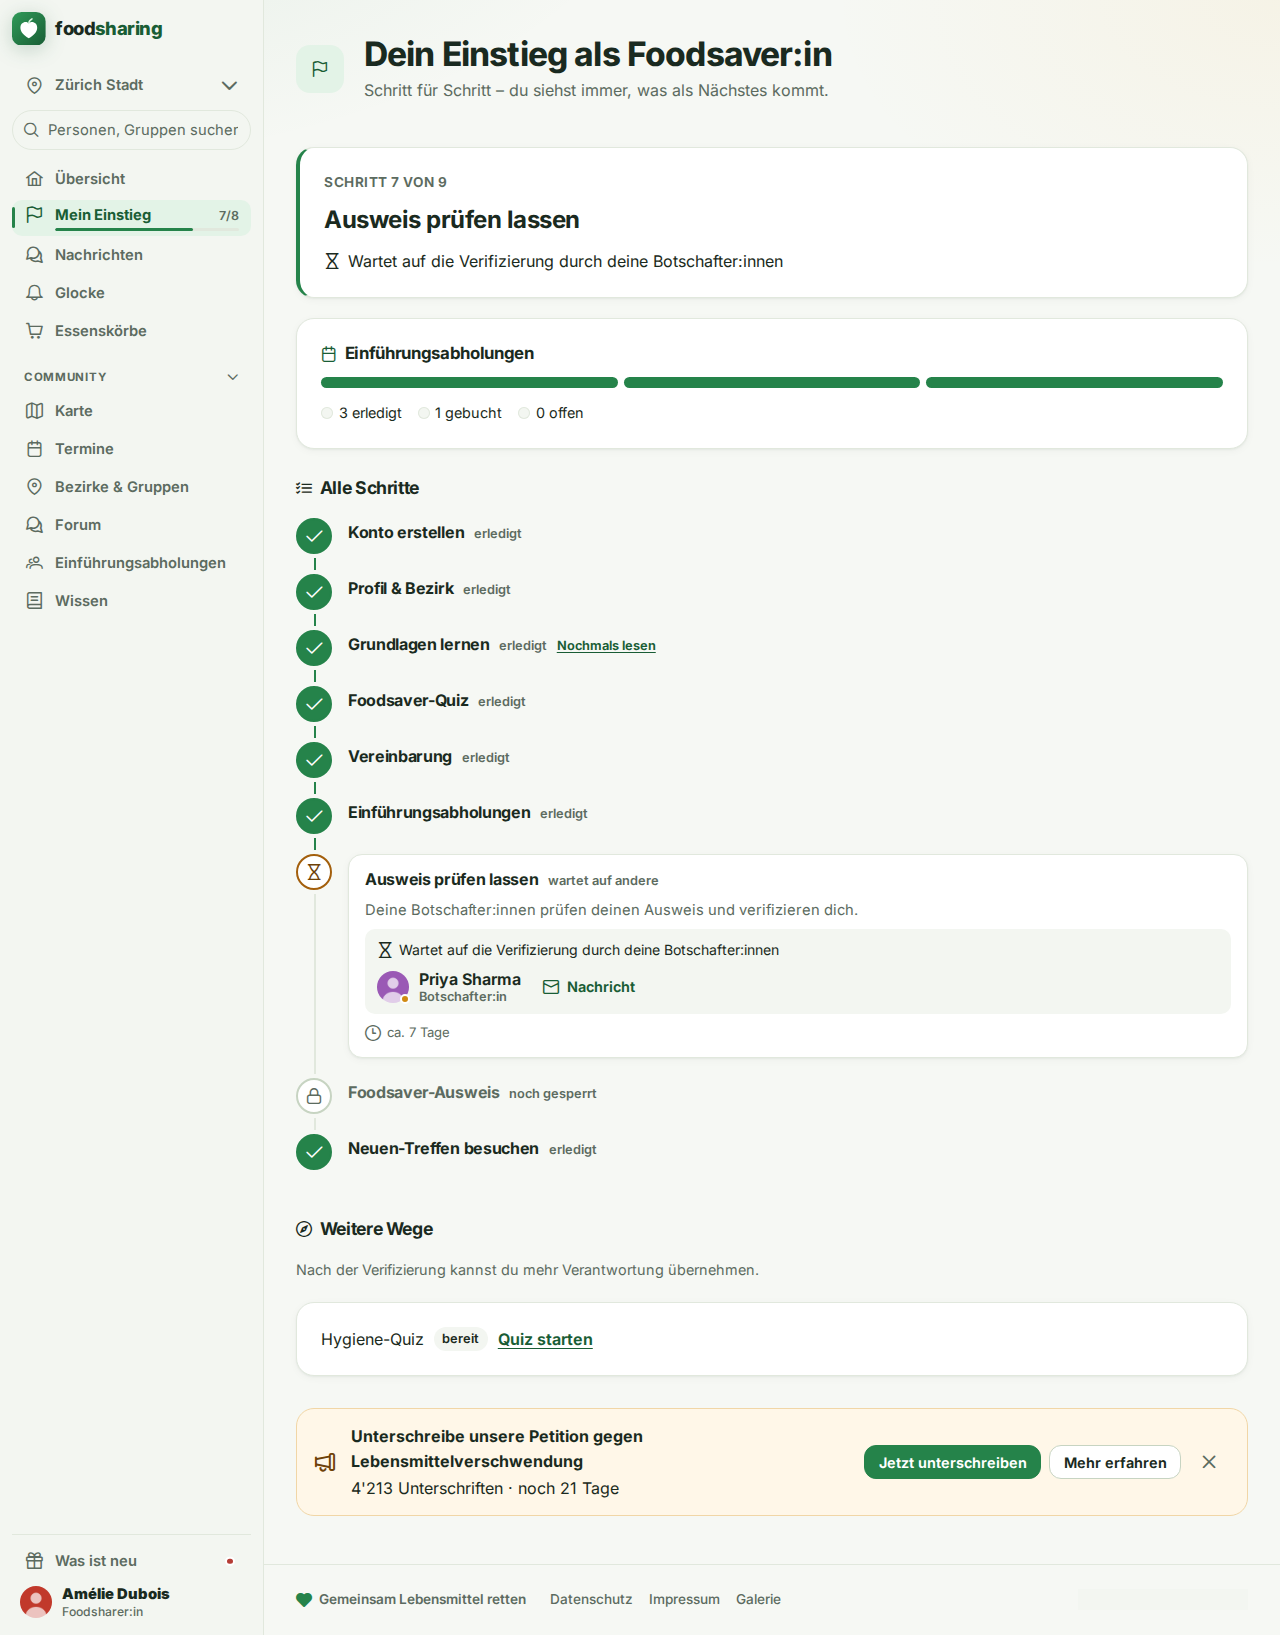 foodsharing
Zürich Stadt
Personen, Gruppen sucher
Übersicht
Mein Einstieg 7/8
Nachrichten
Glocke
Essenskörbe
COMMUNITY
Karte
Termine
Bezirke & Gruppen
Forum
Einführungsabholungen
Wissen
Was ist neu
Amélie Dubois
Foodsharer:in
Dein Einstieg als Foodsaver:in
Schritt für Schritt – du siehst immer, was als Nächstes kommt.
SCHRITT 7 VON 9
Ausweis prüfen lassen
Wartet auf die Verifizierung durch deine Botschafter:innen
Einführungsabholungen
3 erledigt 1 gebucht 0 offen
Alle Schritte
Konto erstellen erledigt
Profil & Bezirk erledigt
Grundlagen lernen erledigt Nochmals lesen
Foodsaver-Quiz erledigt
Vereinbarung erledigt
Einführungsabholungen erledigt
Ausweis prüfen lassen wartet auf andere
Deine Botschafter:innen prüfen deinen Ausweis und verifizieren dich.
Wartet auf die Verifizierung durch deine Botschafter:innen
Priya Sharma
Botschafter:in
Nachricht
ca. 7 Tage
Foodsaver-Ausweis noch gesperrt
Neuen-Treffen besuchen erledigt
Weitere Wege
Nach der Verifizierung kannst du mehr Verantwortung übernehmen.
Hygiene-Quiz bereit Quiz starten
Unterschreibe unsere Petition gegen
Lebensmittelverschwendung
4'213 Unterschriften · noch 21 Tage
Jetzt unterschreiben Mehr erfahren
Gemeinsam Lebensmittel retten Datenschutz Impressum Galerie